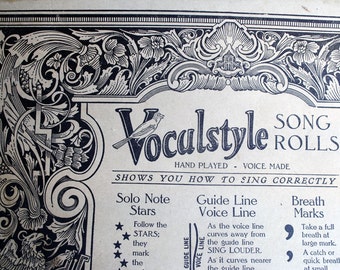 Vocalstyle SONG ROLLS
HAND PLAYED - VOICE MADE
SHOWS YOU HOW TO SING CORRECTLY
Solo Note
Stars
Follow the
STARS;
they
mark
the
Guide Line
Voice Line
GUIDE LINE
VOICE LINE
As the voice line
curves away from
the guide line
SING LOUDER.
As it curves nearer
the guide line
Breath
Marks
Take a full
breath at
large mark.
A catch or
quick breath